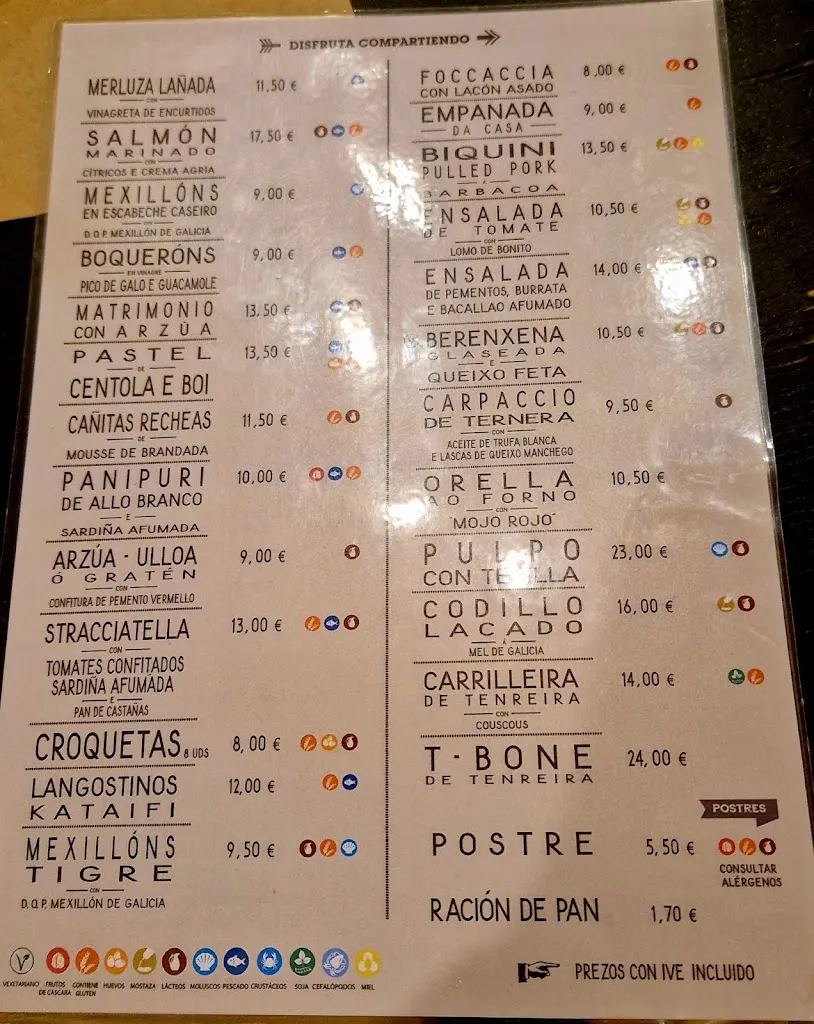 DISFRUTA COMPARTIENDO
MERLUZA LAÑADA 11,50 €
CON
VINAGRETA DE ENCURTIDOS
SALMÓN 17,50 €
MARINADO
CON
CÍTRICOS E CREMA AGRIA
MEXILLÓNS 9,00 €
EN ESCABECHE CASEIRO
CON
D.O.P. MEXILLÓN DE GALICIA
BOQUERÓNS 9,00 €
EN VINAGRE
PICO DE GALO E GUACAMOLE
MATRIMONIO 13,50 €
CON ARZÚA
PASTEL 13,50 €
DE
CENTOLA E BOI
CAÑITAS RECHEAS 11,50 €
DE
MOUSSE DE BRANDADA
PANIPURI 10,00 €
DE ALLO BRANCO
E
SARDIÑA AFUMADA
ARZÚA - ULLOA 9,00 €
Ó GRATÉN
CON
CONFITURA DE PEMENTO VERMELLO
STRACCIATELLA 13,00 €
CON
TOMATES CONFITADOS
SARDIÑA AFUMADA
E
PAN DE CASTAÑAS
CROQUETAS 8 UDS 8,00 €
LANGOSTINOS 12,00 €
KATAIFI
MEXILLÓNS 9,50 €
TIGRE
CON
D.O.P. MEXILLÓN DE GALICIA
FOCCACCIA 8,00 €
CON LACÓN ASADO
EMPANADA 9,00 €
DA CASA
BIQUINI 13,50 €
PULLED PORK
Á
BARBACOA
ENSALADA 10,50 €
DE TOMATE
CON
LOMO DE BONITO
ENSALADA 14,00 €
DE PEMENTOS, BURRATA
E BACALLAO AFUMADO
BERENXENA 10,50 €
GLASEADA
E
QUEIXO FETA
CARPACCIO 9,50 €
DE TERNERA
CON
ACEITE DE TRUFA BLANCA
E LASCAS DE QUEIXO MANCHEGO
ORELLA 10,50 €
AO FORNO
CON
"MOJO ROJO"
PULPO 23,00 €
CON
CODILLO 16,00 €
LACADO
Á
MEL DE GALICIA
CARRILLEIRA 14,00 €
DE TENREIRA
CON
COUSCOUS
T-BONE 24,00 €
DE TENREIRA
POSTRES
POSTRE 5,50 €
CONSULTAR
ALÉRGENOS
RACIÓN DE PAN 1,70 €
PREZOS CON IVE INCLUIDO
VEXETARIANO FRUTOS DE CÁSCARA CONTIENE GLUTEN HUEVOS MOSTAZA LÁCTEOS MOLUSCOS PESCADO CRUSTÁCEOS SOJA CEFALÓPODOS MIEL